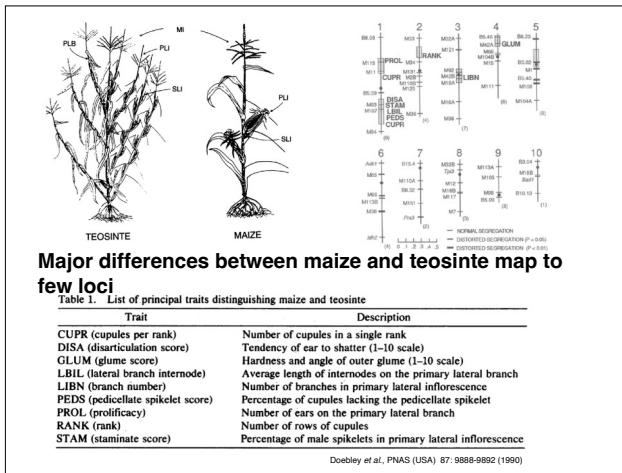 MI
PLB
PLI
SLI
PLI
SLI
TEOSINTE
MAIZE
1 2 3 4 5
PROL
CUPR
DISA
STAM
LBIL
PEDS
CUPR
RANK
LIBN
GLUM
6 7 8 9 10
NORMAL SEGREGATION
DISTORTED SEGREGATION (P < 0.05)
DISTORTED SEGREGATION (P < 0.01)
Major differences between maize and teosinte map to
few loci
Table 1. List of principal traits distinguishing maize and teosinte
Trait Description
CUPR (cupules per rank) Number of cupules in a single rank
DISA (disarticulation score) Tendency of ear to shatter (1–10 scale)
GLUM (glume score) Hardness and angle of outer glume (1–10 scale)
LBIL (lateral branch internode) Average length of internodes on the primary lateral branch
LIBN (branch number) Number of branches in primary lateral inflorescence
PEDS (pedicellate spikelet score) Percentage of cupules lacking the pedicellate spikelet
PROL (prolificacy) Number of ears on the primary lateral branch
RANK (rank) Number of rows of cupules
STAM (staminate score) Percentage of male spikelets in primary lateral inflorescence
Doebley et al., PNAS (USA) 87: 9888-9892 (1990)